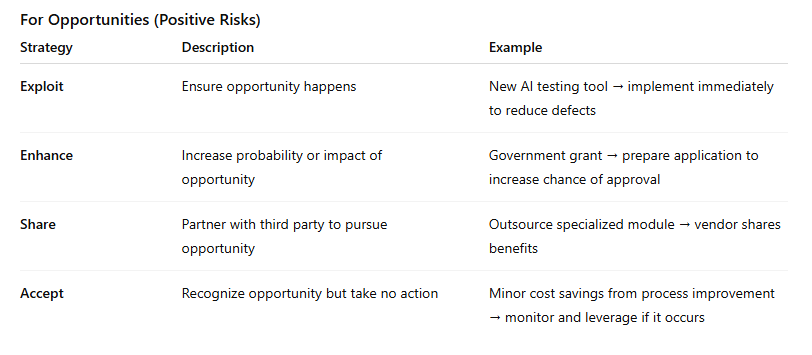 For Opportunities (Positive Risks)
Strategy Description Example
Exploit Ensure opportunity happens New AI testing tool → implement immediately
to reduce defects
Enhance Increase probability or impact of Government grant → prepare application to
opportunity increase chance of approval
Share Partner with third party to pursue Outsource specialized module → vendor shares
opportunity benefits
Accept Recognize opportunity but take no action Minor cost savings from process improvement
→ monitor and leverage if it occurs